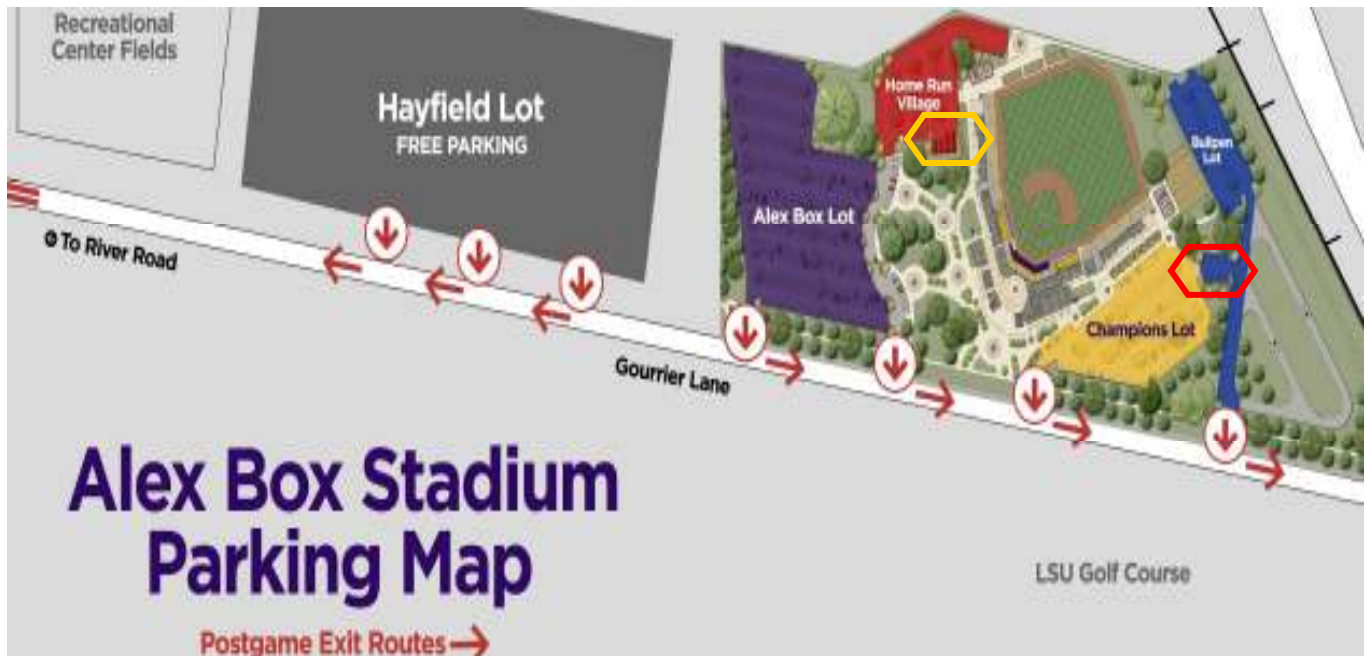 Recreational
Center Fields
Hayfield Lot
FREE PARKING
Home Run
Village
Bullpen
Lot
Alex Box Lot
To River Road
Champions Lot
Gourrier Lane
Alex Box Stadium
Parking Map
LSU Golf Course
Postgame Exit Routes